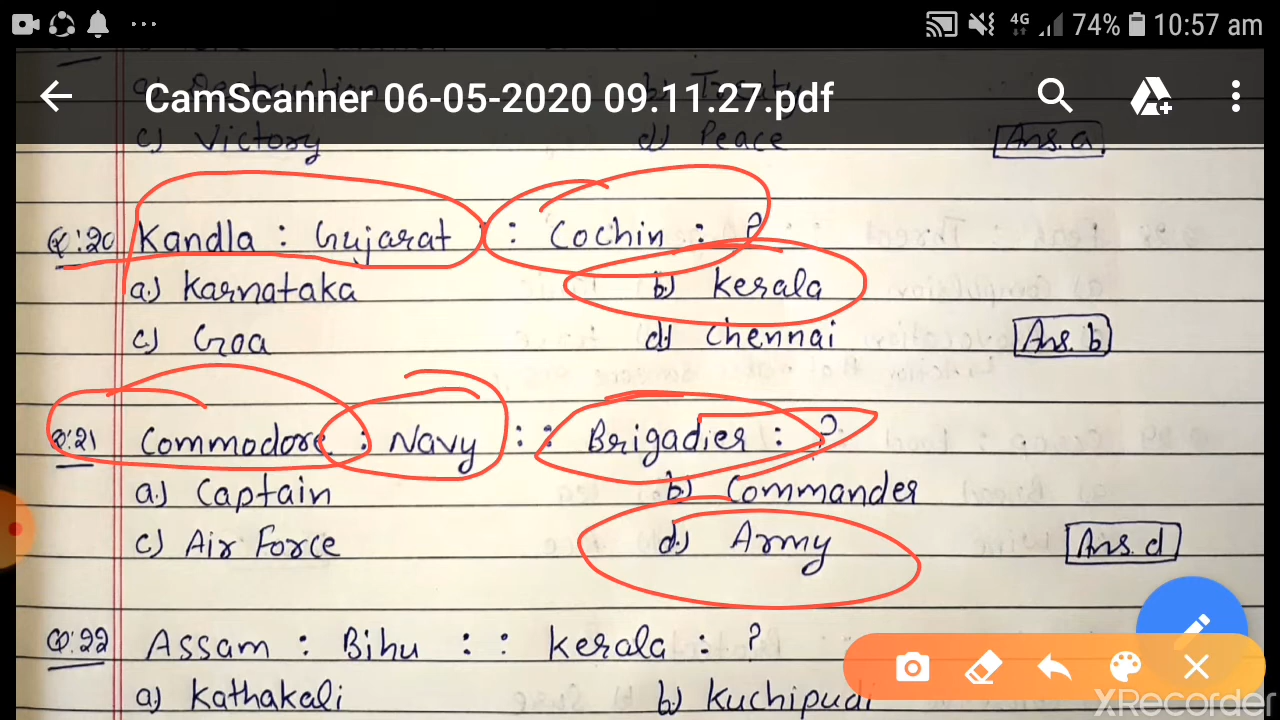 4G 74% 10:57 am
CamScanner 06-05-2020 09.11.27.pdf
c) Victory d) Peace Ans. a
Q:20 Kandla : Gujarat :: Cochin : ?
a.) Karnataka b) Kerala
c) Goa d) Chennai Ans. b
Q:21 Commodore : Navy :: Brigadier : ?
a.) Captain b.) Commander
c) Air Force d.) Army Ans. d
Q:22 Assam : Bihu :: Kerala : ?
a) Kathakali b) Kuchipudi
XRecorder